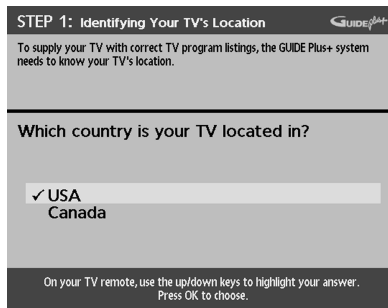 STEP 1: Identifying Your TV's Location
GUIDE plus+
To supply your TV with correct TV program listings, the GUIDE Plus+ system
needs to know your TV's location.
Which country is your TV located in?
✓ USA
Canada
On your TV remote, use the up/down keys to highlight your answer.
Press OK to choose.